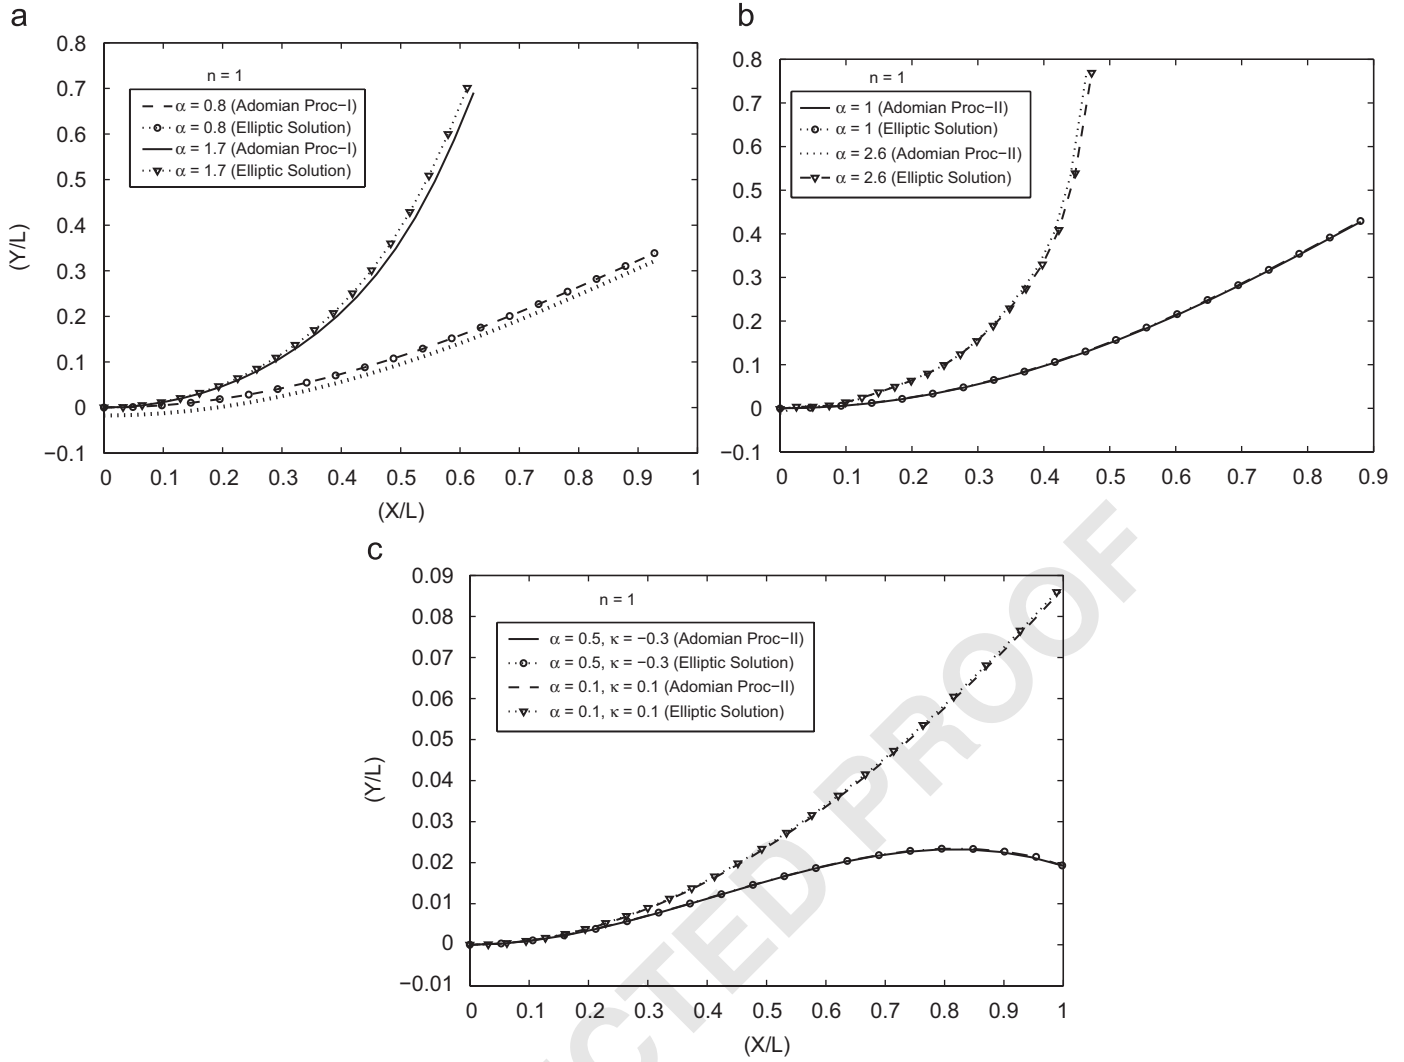 a
0.8
0.7
0.6
0.5
0.4
0.3
0.2
0.1
0
−0.1
(Y/L)
n = 1
α = 0.8 (Adomian Proc−I)
α = 0.8 (Elliptic Solution)
α = 1.7 (Adomian Proc−I)
α = 1.7 (Elliptic Solution)
0 0.1 0.2 0.3 0.4 0.5 0.6 0.7 0.8 0.9 1
(X/L)
b
0.8
0.7
0.6
0.5
0.4
0.3
0.2
0.1
0
−0.1
n = 1
α = 1 (Adomian Proc−II)
α = 1 (Elliptic Solution)
α = 2.6 (Adomian Proc−II)
α = 2.6 (Elliptic Solution)
0 0.1 0.2 0.3 0.4 0.5 0.6 0.7 0.8 0.9
c
0.09
0.08
0.07
0.06
0.05
0.04
0.03
0.02
0.01
0
−0.01
(Y/L)
n = 1
α = 0.5, κ = −0.3 (Adomian Proc−II)
α = 0.5, κ = −0.3 (Elliptic Solution)
α = 0.1, κ = 0.1 (Adomian Proc−II)
α = 0.1, κ = 0.1 (Elliptic Solution)
0 0.1 0.2 0.3 0.4 0.5 0.6 0.7 0.8 0.9 1
(X/L)
CTED PROOF